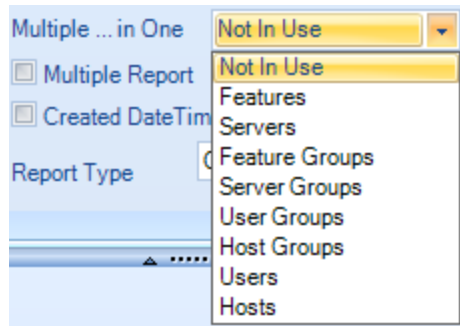 Multiple ... in One Not In Use
Not In Use
Multiple Report
Features
Created DateTim
Servers
Feature Groups
Report Type
Server Groups
User Groups
Host Groups
Users
Hosts